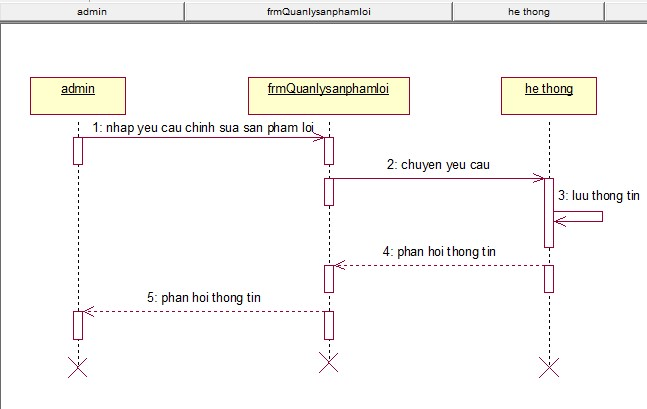 admin frmQuanlysanphamloi he thong
admin frmQuanlysanphamloi he thong
1: nhap yeu cau chinh sua san pham loi
2: chuyen yeu cau
3: luu thong tin
4: phan hoi thong tin
5: phan hoi thong tin